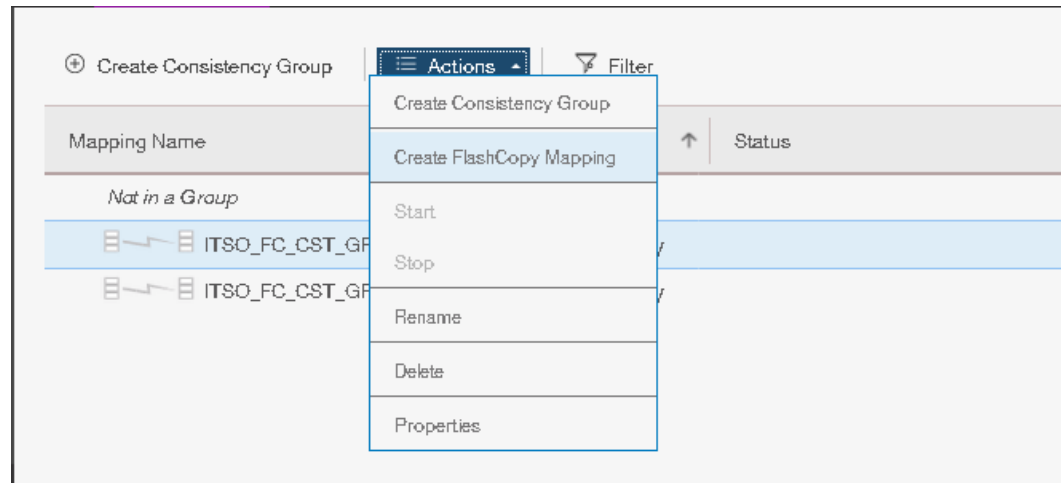 Create Consistency Group Actions Filter
Create Consistency Group
Mapping Name Status
Create FlashCopy Mapping
Not in a Group
Start
ITSO_FC_CST_GF y
Stop
ITSO_FC_CST_GF y
Rename
Delete
Properties